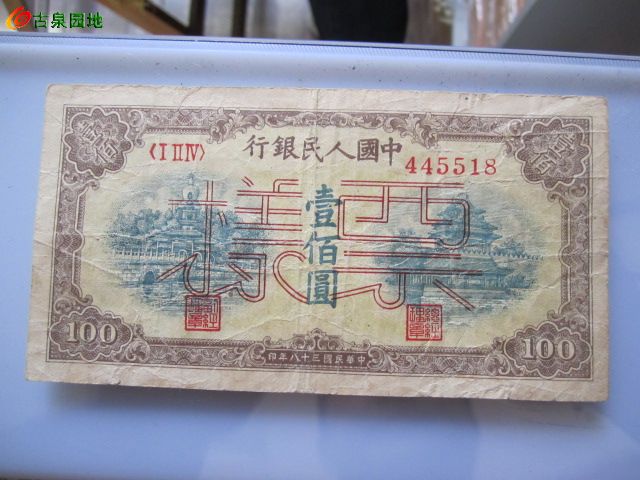 古泉园地
行銀民人國中
〈I II IV〉
445518
樣票
壹佰圓
100
100
印年八十三國民華中